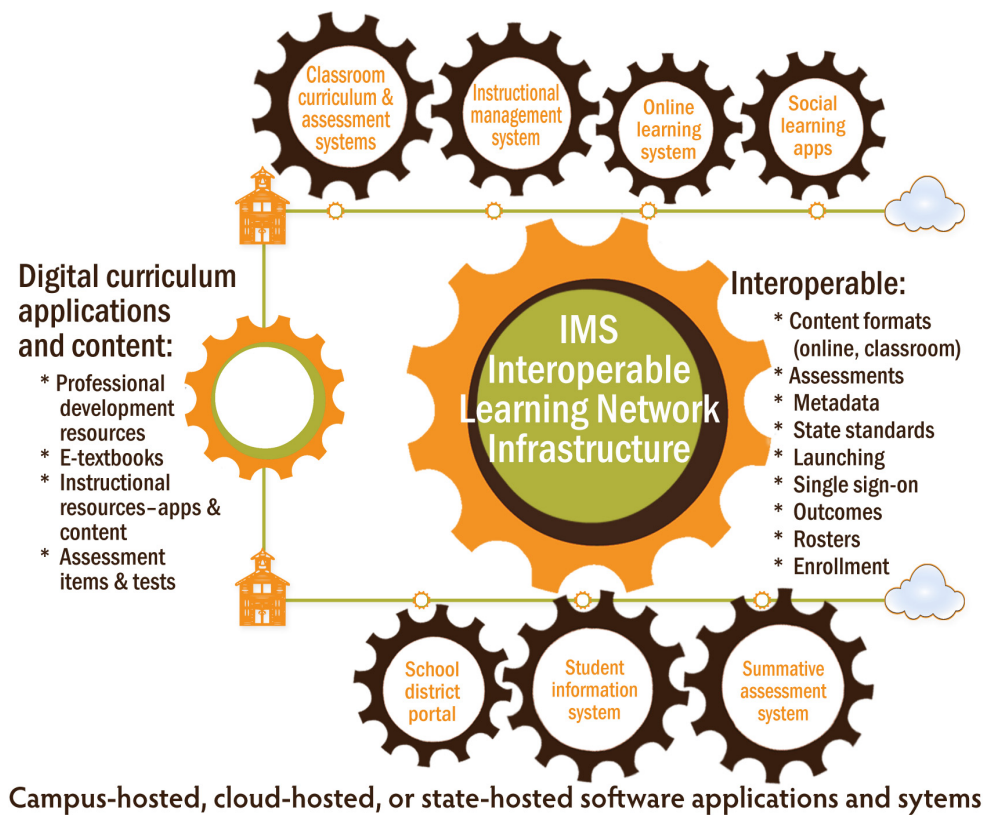 Classroom
curriculum &
assessment
systems
Instructional
management
system
Online
learning
system
Social
learning
apps
Digital curriculum
applications
and content:
* Professional
development
resources
* E-textbooks
* Instructional
resources–apps &
content
* Assessment
items & tests
IMS
Interoperable
Learning Network
Infrastructure
Interoperable:
* Content formats
(online, classroom)
* Assessments
* Metadata
* State standards
* Launching
* Single sign-on
* Outcomes
* Rosters
* Enrollment
School
district
portal
Student
information
system
Summative
assessment
system
Campus-hosted, cloud-hosted, or state-hosted software applications and sytems